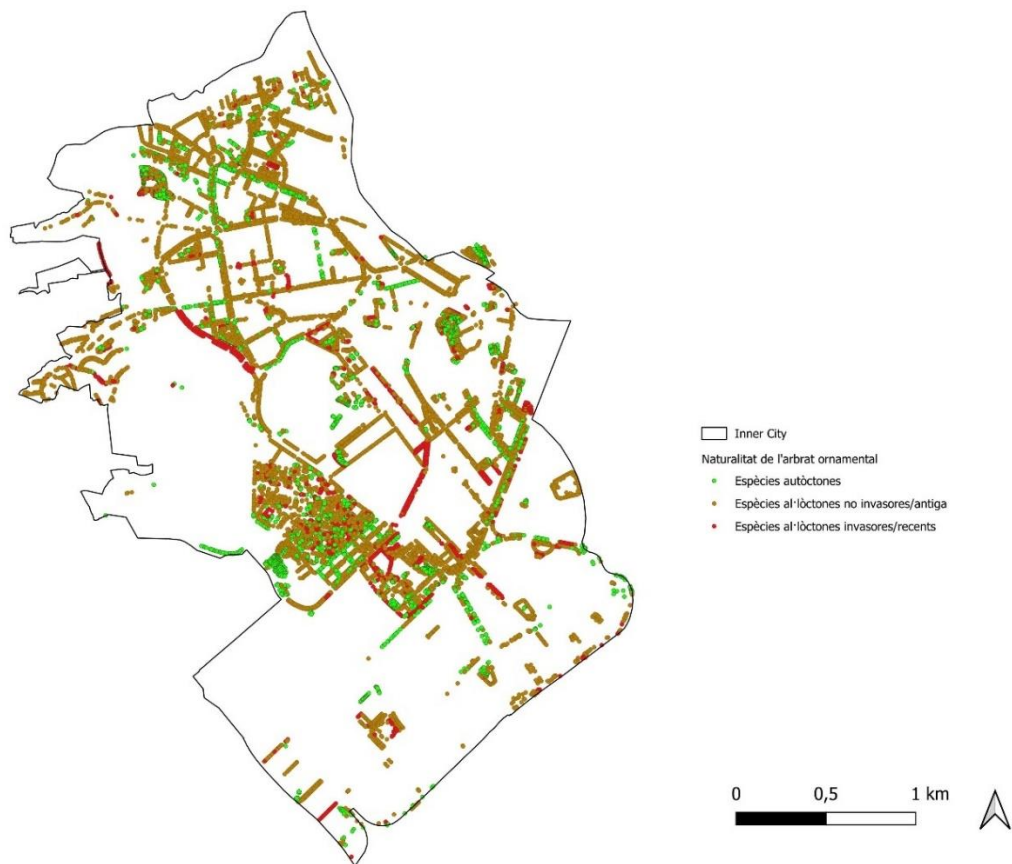 Inner City
Naturalitat de l'arbrat ornamental
Espècies autòctones
Espècies al·lòctones no invasores/antiga
Espècies al·lòctones invasores/recents
0 0,5 1 km